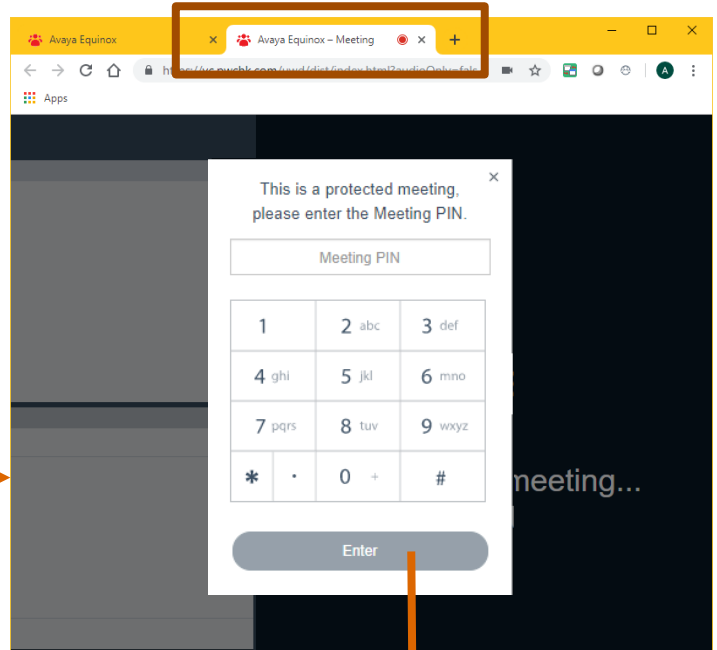 Avaya Equinox
Avaya Equinox – Meeting
Apps
This is a protected meeting,
please enter the Meeting PIN.
Meeting PIN
1 2 abc 3 def
4 ghi 5 jkl 6 mno
7 pqrs 8 tuv 9 wxyz
* · 0 + #
meeting...
Enter
A